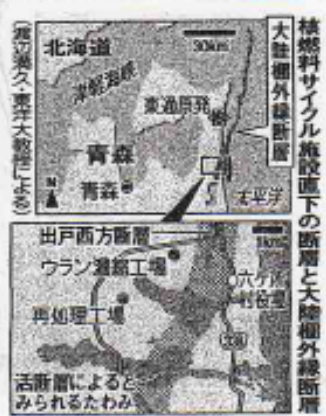 核燃料サイクル施設直下の断層と大陸棚外縁断層
大陸棚外縁断層
北海道
30km
津軽海峡
東通原発
青森
青森
N
太平洋
(渡辺満久・東洋大教授による)
出戸西方断層
1km
ウラン濃縮工場
六ケ所
村役場
再処理工場
活断層によると
みられるたわみ